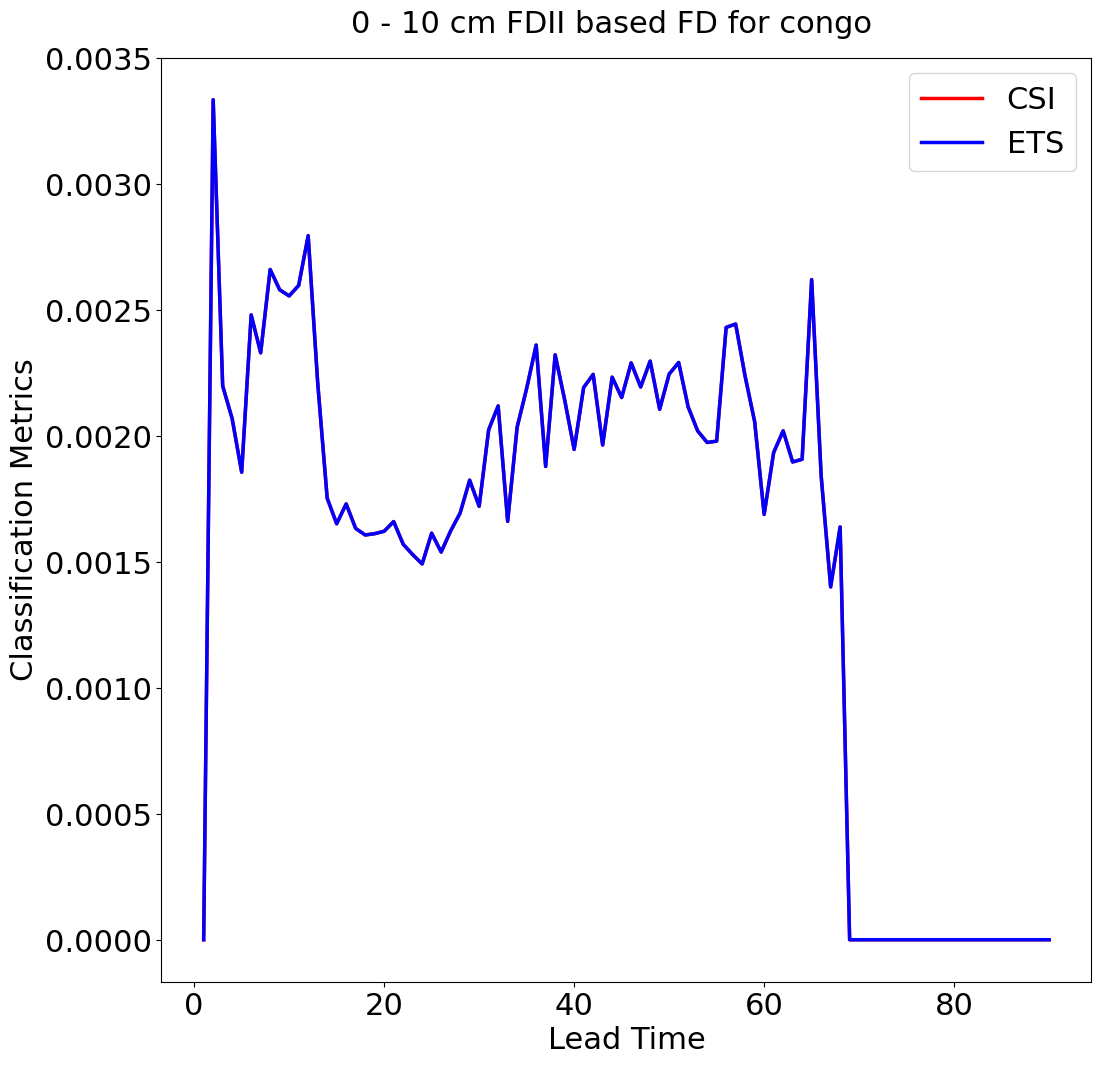 0 - 10 cm FDII based FD for congo
CSI
ETS
Classification Metrics
0.0035
0.0030
0.0025
0.0020
0.0015
0.0010
0.0005
0.0000
0 20 40 60 80
Lead Time